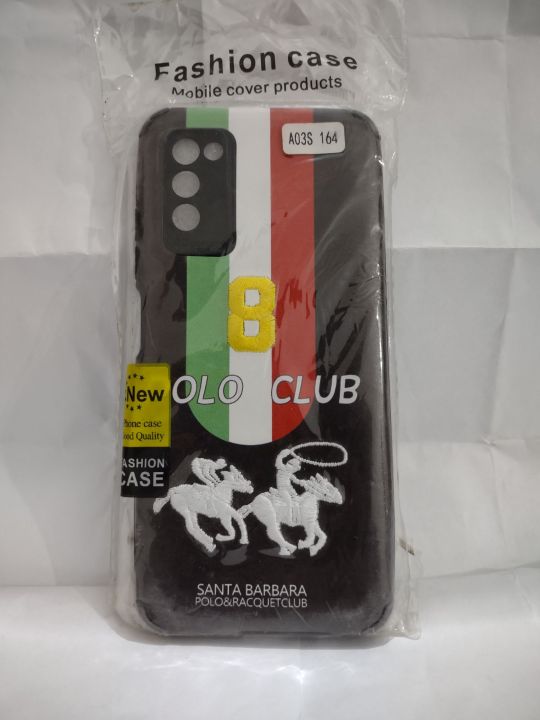 Fashion case
Mobile cover products
A03S 164
8
OLO CLUB
New
Phone case
Good Quality
FASHION
CASE
SANTA BARBARA
POLO&RACQUETCLUB